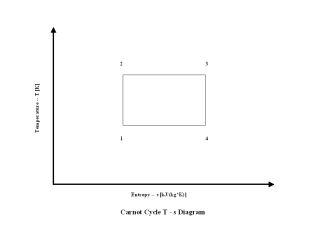 2 3
Temperature -- T [K]
1 4
Entropy -- s [kJ/(kg*K)]
Carnot Cycle T - s Diagram